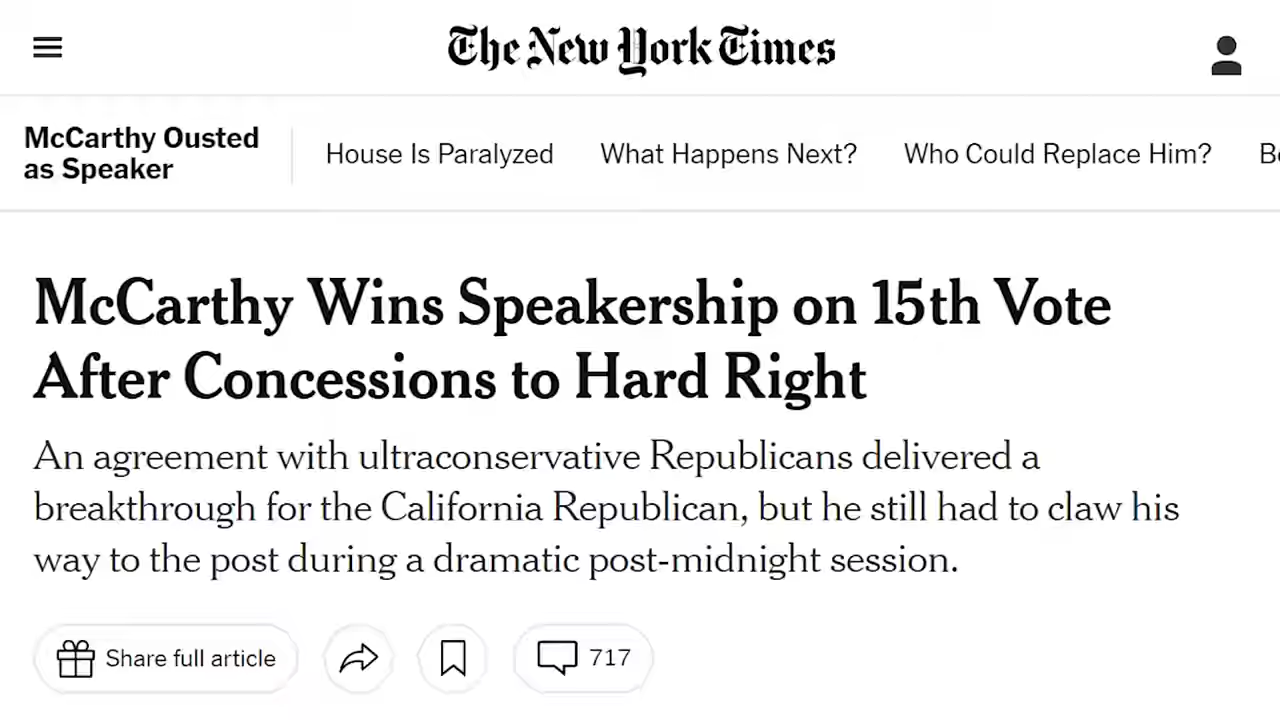 The New York Times
McCarthy Ousted
as Speaker
House Is Paralyzed
What Happens Next?
Who Could Replace Him?
McCarthy Wins Speakership on 15th Vote
After Concessions to Hard Right
An agreement with ultraconservative Republicans delivered a
breakthrough for the California Republican, but he still had to claw his
way to the post during a dramatic post-midnight session.
Share full article
717